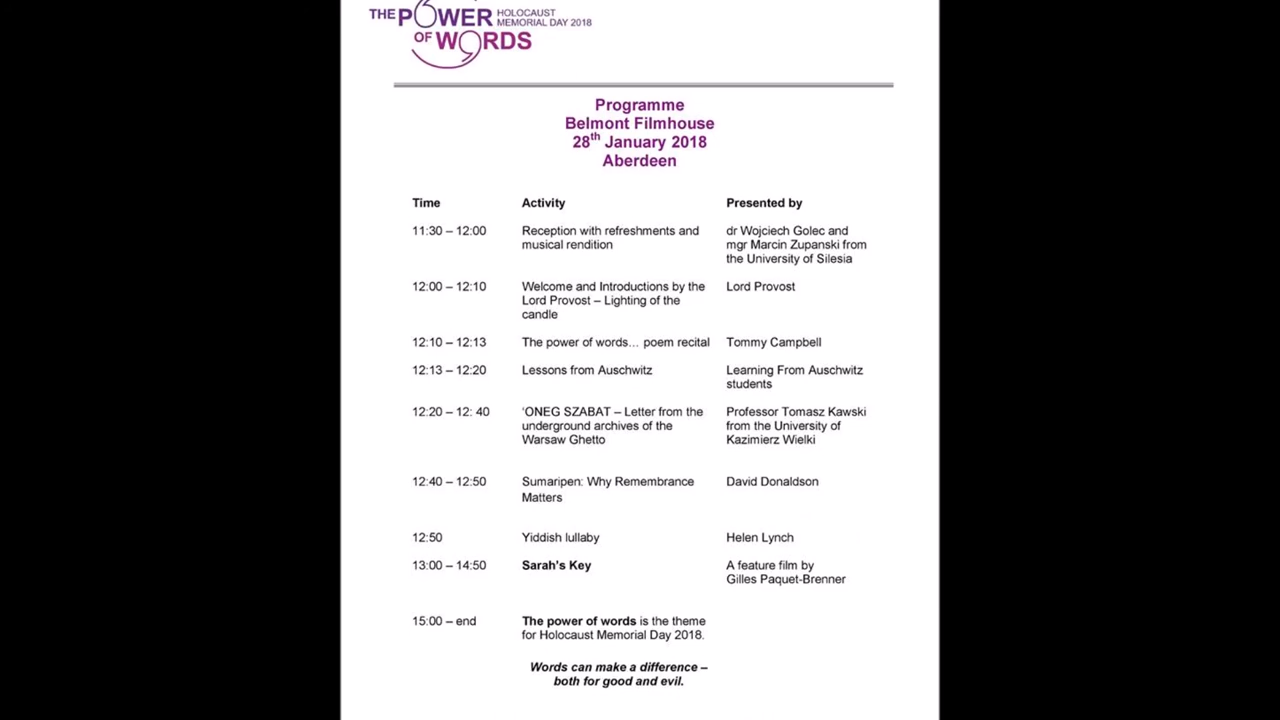 THE POWER HOLOCAUST MEMORIAL DAY 2018
OF WORDS
Programme
Belmont Filmhouse
28th January 2018
Aberdeen
Time Activity Presented by
11:30 – 12:00 Reception with refreshments and musical rendition dr Wojciech Golec and mgr Marcin Zupanski from the University of Silesia
12:00 – 12:10 Welcome and Introductions by the Lord Provost – Lighting of the candle Lord Provost
12:10 – 12:13 The power of words... poem recital Tommy Campbell
12:13 – 12:20 Lessons from Auschwitz Learning From Auschwitz students
12:20 – 12: 40 ‘ONEG SZABAT – Letter from the underground archives of the Warsaw Ghetto Professor Tomasz Kawski from the University of Kazimierz Wielki
12:40 – 12:50 Sumaripen: Why Remembrance Matters David Donaldson
12:50 Yiddish lullaby Helen Lynch
13:00 – 14:50 Sarah’s Key A feature film by Gilles Paquet-Brenner
15:00 – end The power of words is the theme for Holocaust Memorial Day 2018.
Words can make a difference –
both for good and evil.